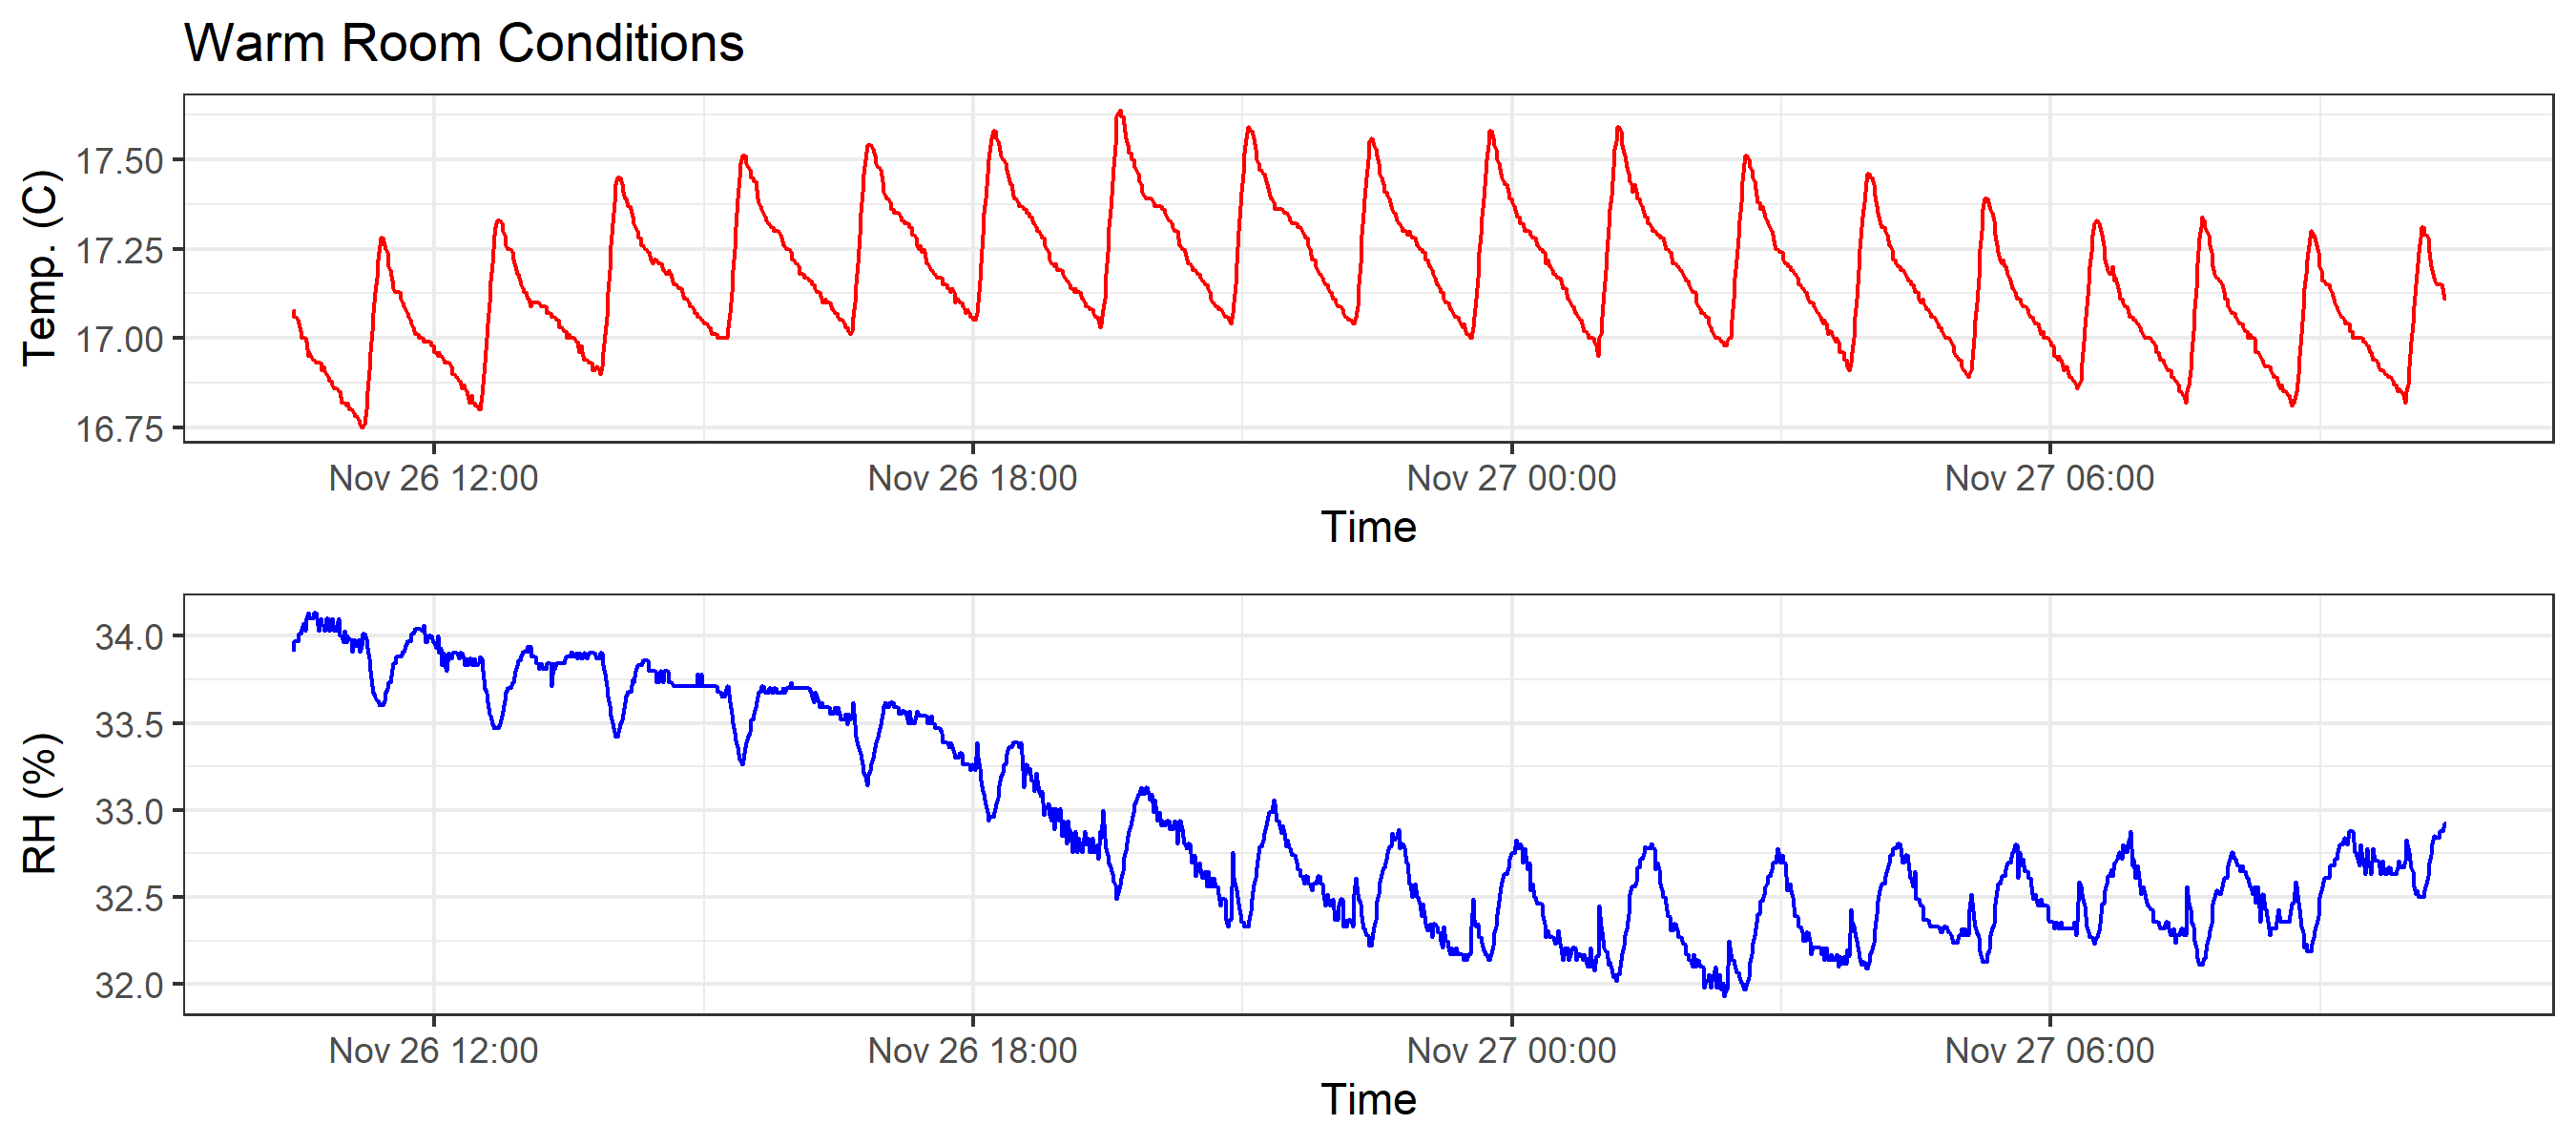 Warm Room Conditions
Temp. (C)
17.50
17.25
17.00
16.75
Nov 26 12:00 Nov 26 18:00 Nov 27 00:00 Nov 27 06:00
Time
RH (%)
34.0
33.5
33.0
32.5
32.0
Nov 26 12:00 Nov 26 18:00 Nov 27 00:00 Nov 27 06:00
Time